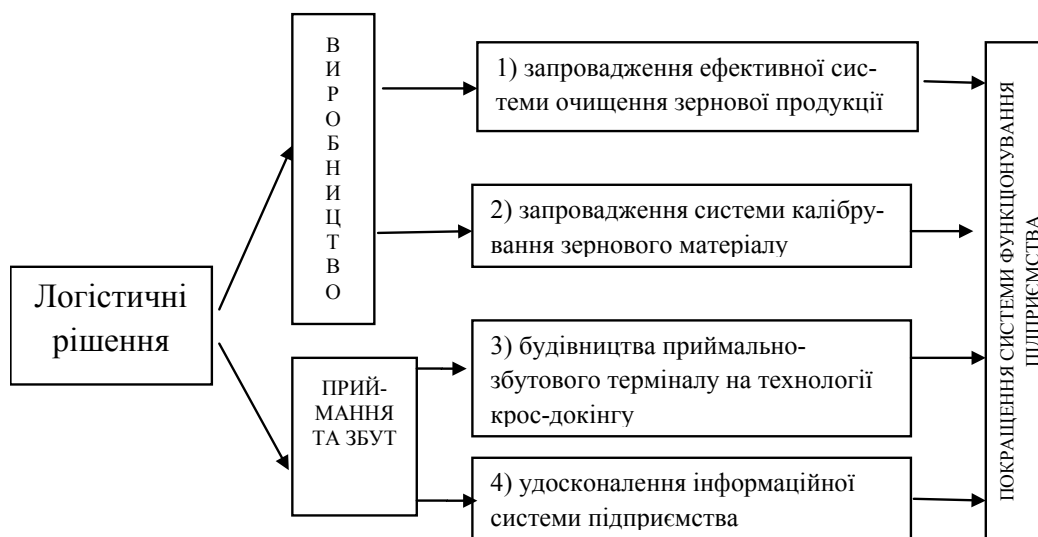 Логістичні
рішення
ВИРОБНИЦТВО
ПРИЙ-
МАННЯ
ТА ЗБУТ
1) запровадження ефективної сис-
теми очищення зернової продукції
2) запровадження системи калібру-
вання зернового матеріалу
3) будівництва приймально-
збутового терміналу на технології
крос-докінгу
4) удосконалення інформаційної
системи підприємства
ПОКРАЩЕННЯ СИСТЕМИ ФУНКЦІОНУВАННЯ
ПІДПРИЄМСТВА